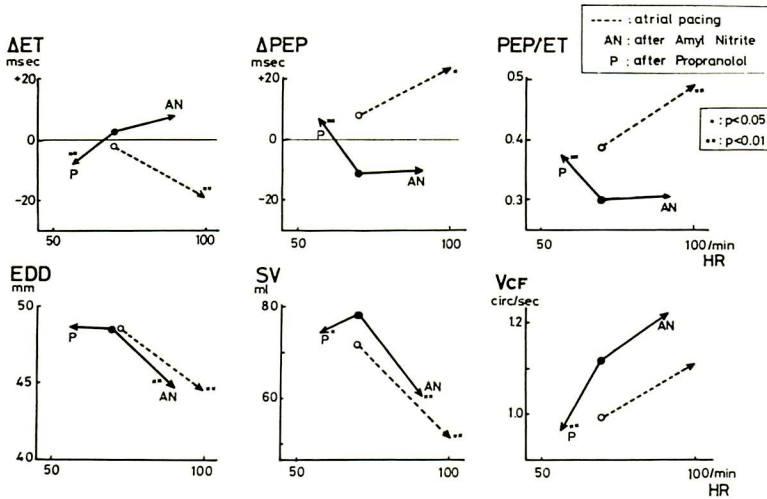 ---- : atrial pacing
AN : after Amyl Nitrite
P : after Propranolol
* : p<0.05
** : p<0.01
ΔET
msec
+20
0
-20
50
100
AN
P
**
**
ΔPEP
msec
+20
0
-20
50
100
P
**
AN
*
PEP/ET
0.5
0.4
0.3
50
100/min
HR
P
**
AN
**
EDD
mm
50
45
40
50
100
P
**
AN
**
SV
ml
80
60
50
100
P *
AN
**
**
VCF
circ/sec
1.2
1.0
50
100/min
HR
AN
**
P